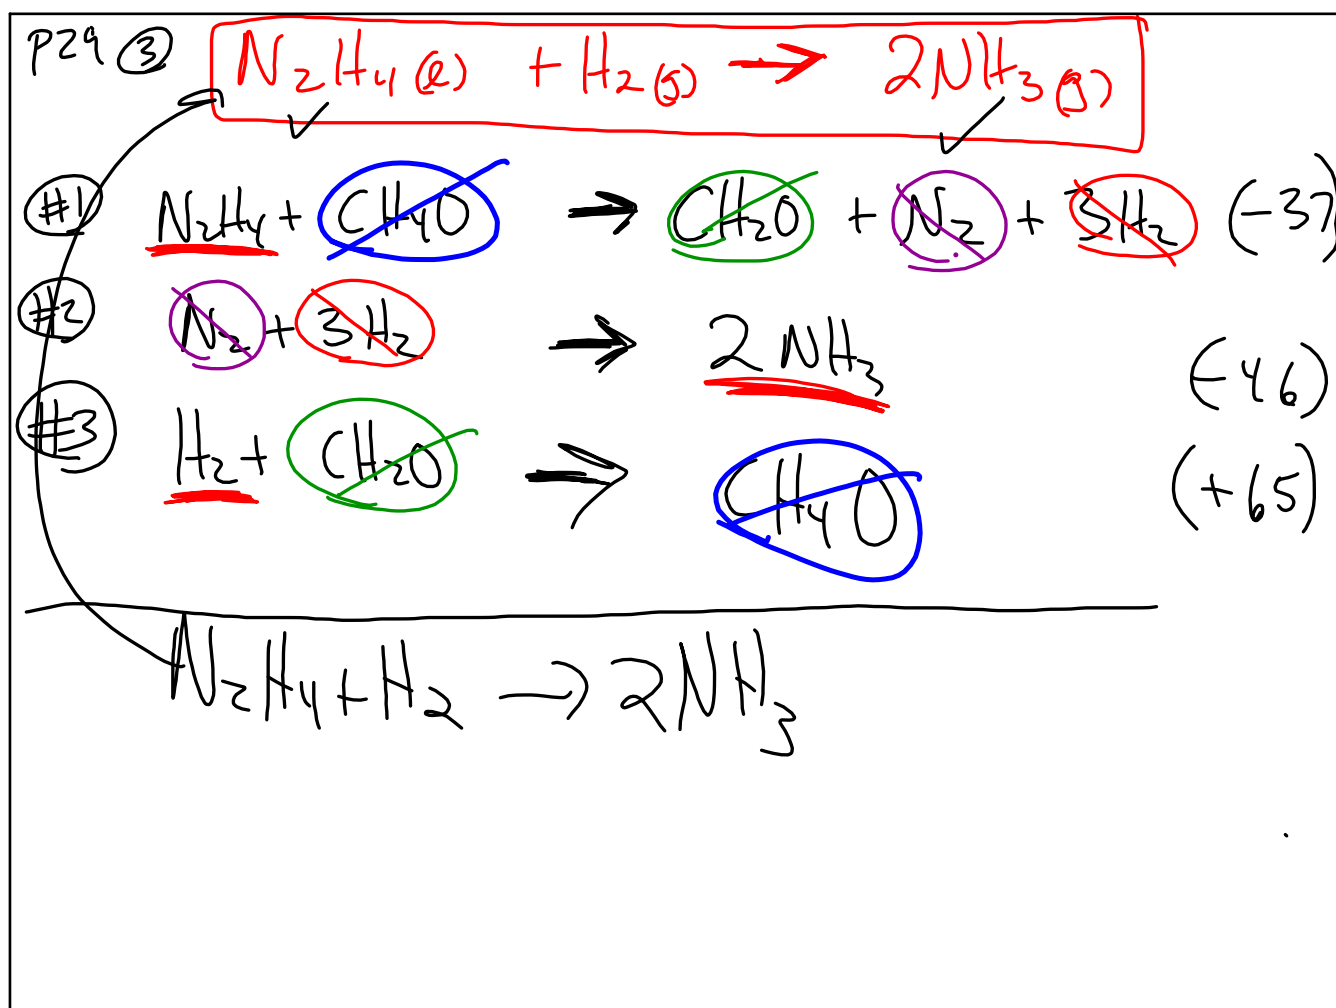 P29 ③ N₂H₄(l) + H₂(g) → 2NH₃(g)
#1 N₂H₄ + CH₄O → CH₂O + N₂ + 3H₂ (-37)
#2 N₂ + 3H₂ → 2NH₃ (-46)
#3 H₂ + CH₂O → CH₄O (+65)
N₂H₄ + H₂ → 2NH₃